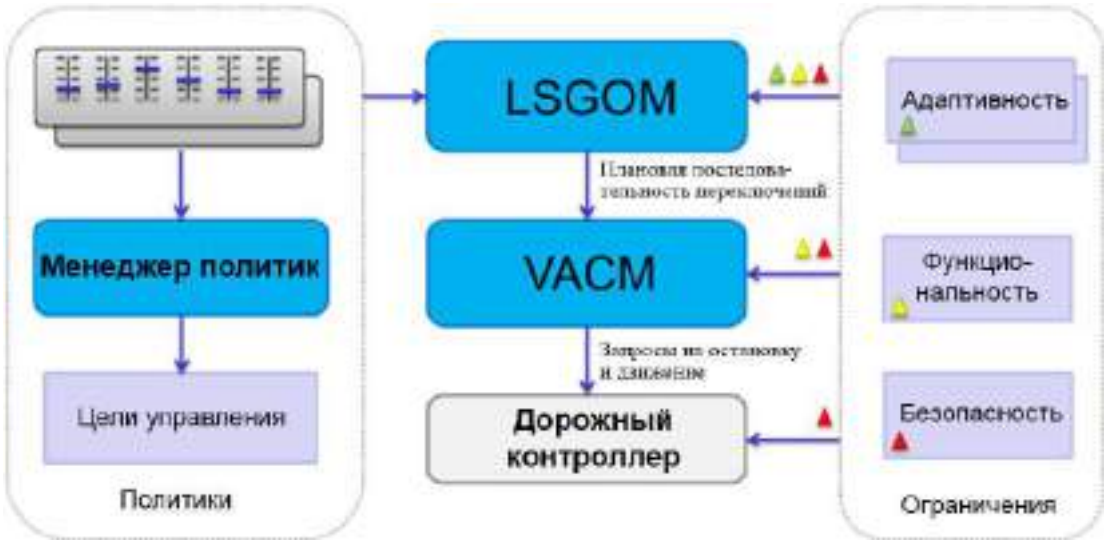 LSGOM
Адаптивность
Плановая последова-
тельность переключений
Менеджер политик
VACM
Функцио-
нальность
Запросы на остановку
и движение
Цели управления
Дорожный
контроллер
Безопасность
Политики
Ограничения